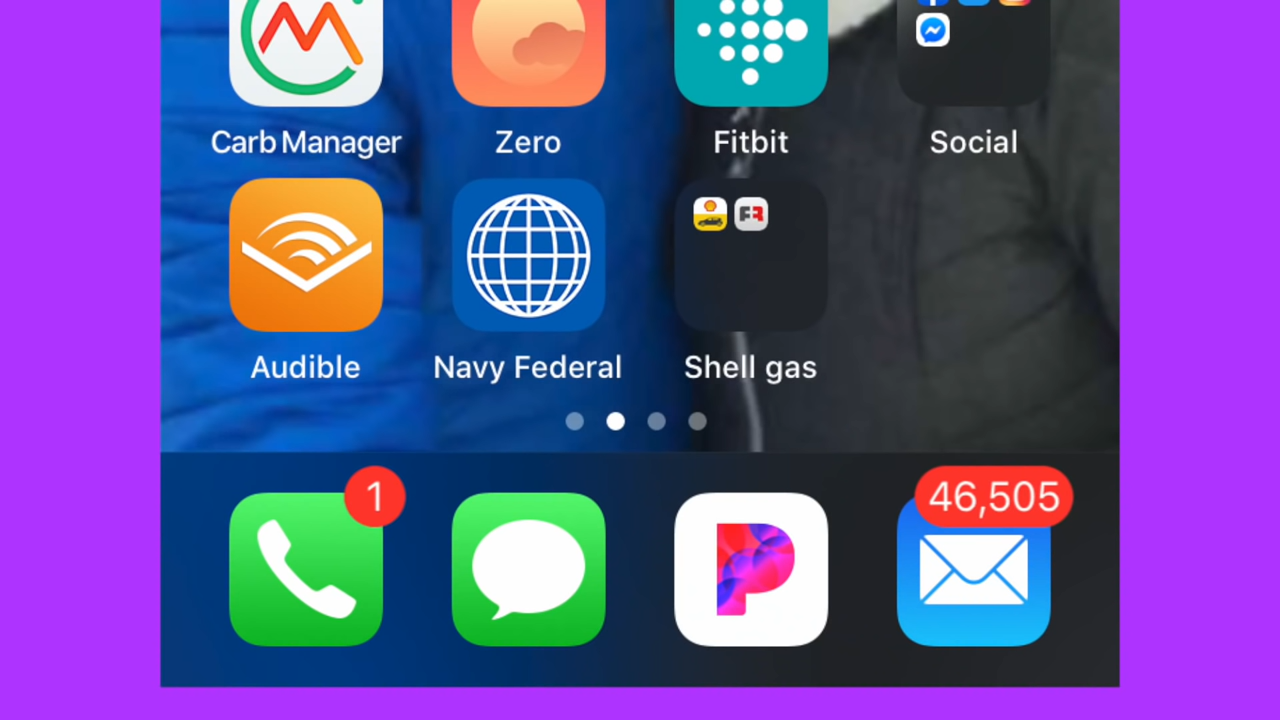 Carb Manager
Zero
Fitbit
Social
Audible
Navy Federal
Shell gas
1
46,505